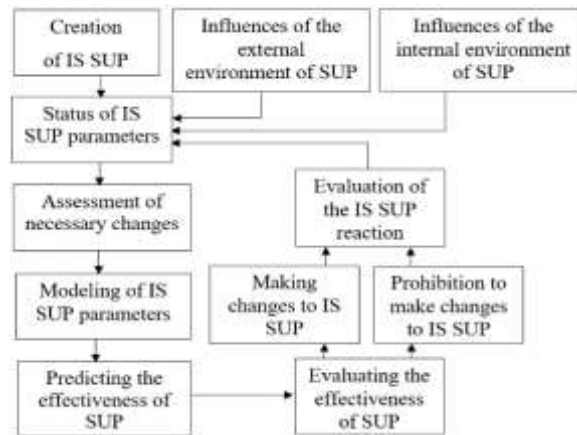 Creation
of IS SUP
Influences of the
external
environment of SUP
Influences of the
internal environment
of SUP
Status of IS
SUP parameters
Assessment of
necessary changes
Evaluation of
the IS SUP
reaction
Modeling of IS
SUP parameters
Making
changes to IS
SUP
Prohibition to
make changes
to IS SUP
Predicting the
effectiveness of
SUP
Evaluating the
effectiveness
of SUP